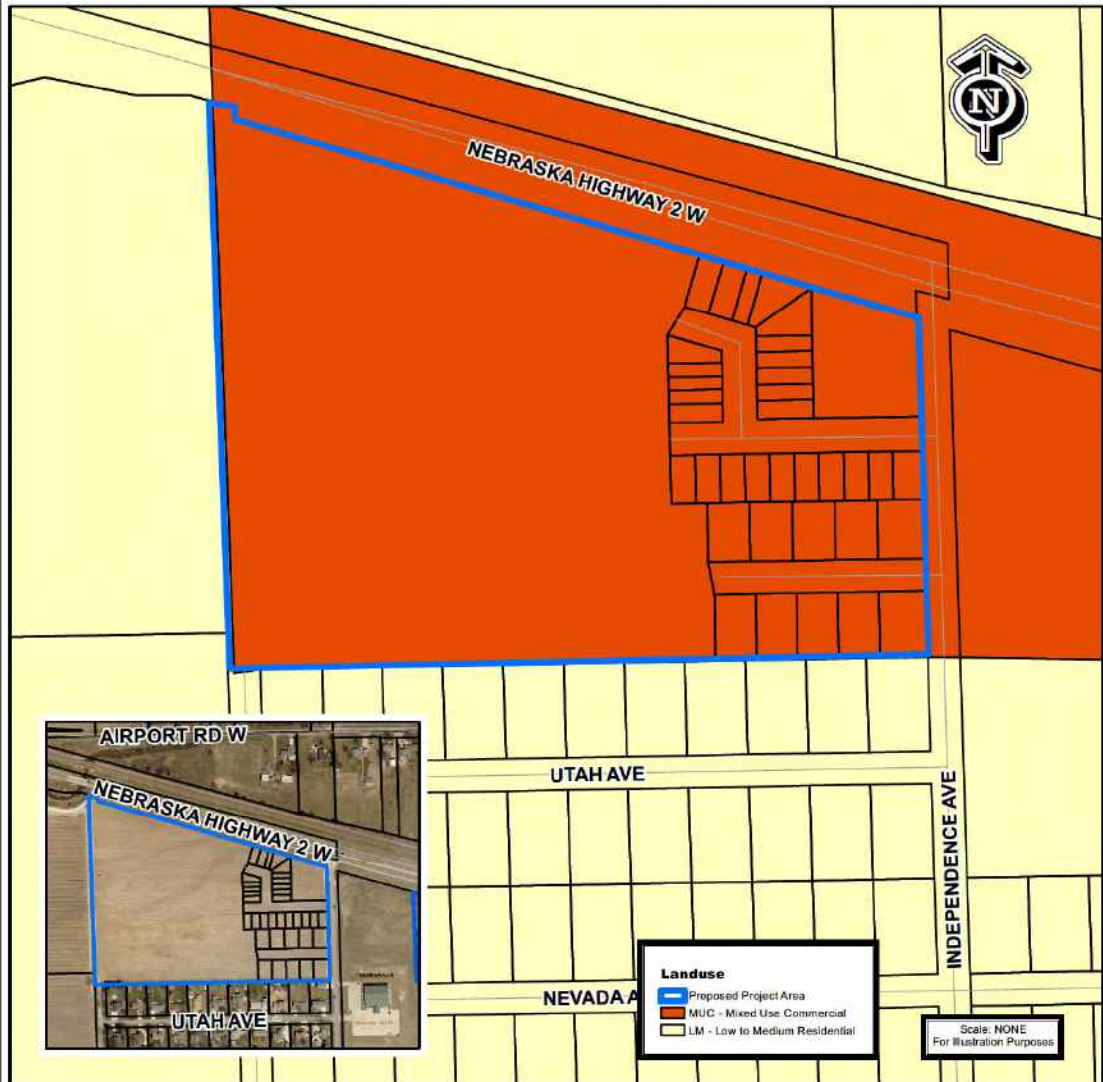 N
NEBRASKA HIGHWAY 2 W
AIRPORT RD W
NEBRASKA HIGHWAY 2 W
UTAH AVE
UTAH AVE
INDEPENDENCE AVE
NEVADA A
Landuse
Proposed Project Area
MUC - Mixed Use Commercial
LM - Low to Medium Residential
Scale: NONE
For Illustration Purposes